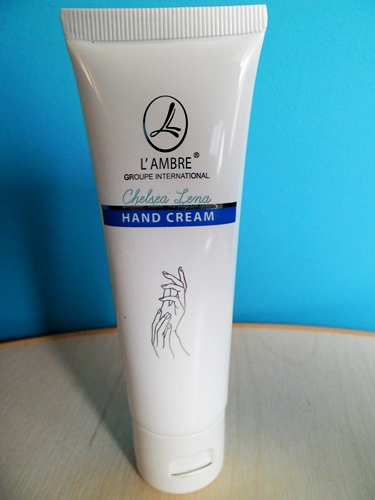 L
L'AMBRE®
GROUPE INTERNATIONAL
Chelsea Lena
HAND CREAM